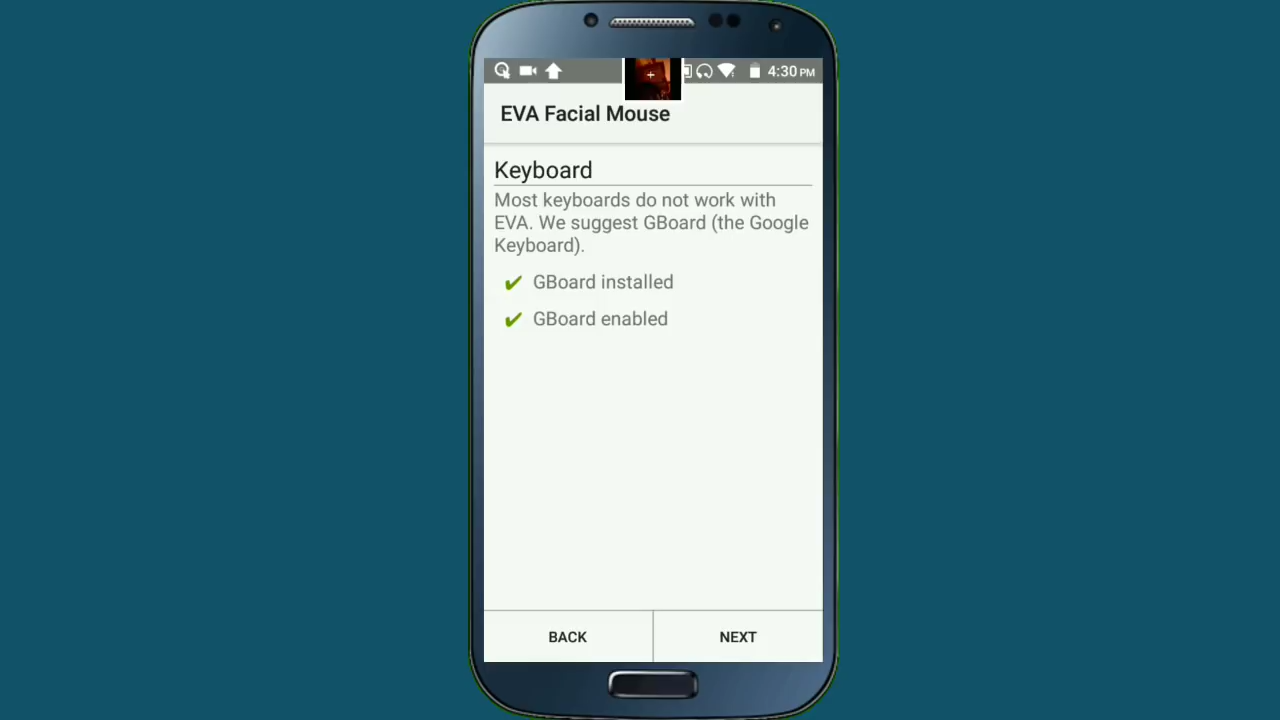 4:30 PM
EVA Facial Mouse
Keyboard
Most keyboards do not work with
EVA. We suggest GBoard (the Google
Keyboard).
✔ GBoard installed
✔ GBoard enabled
BACK NEXT